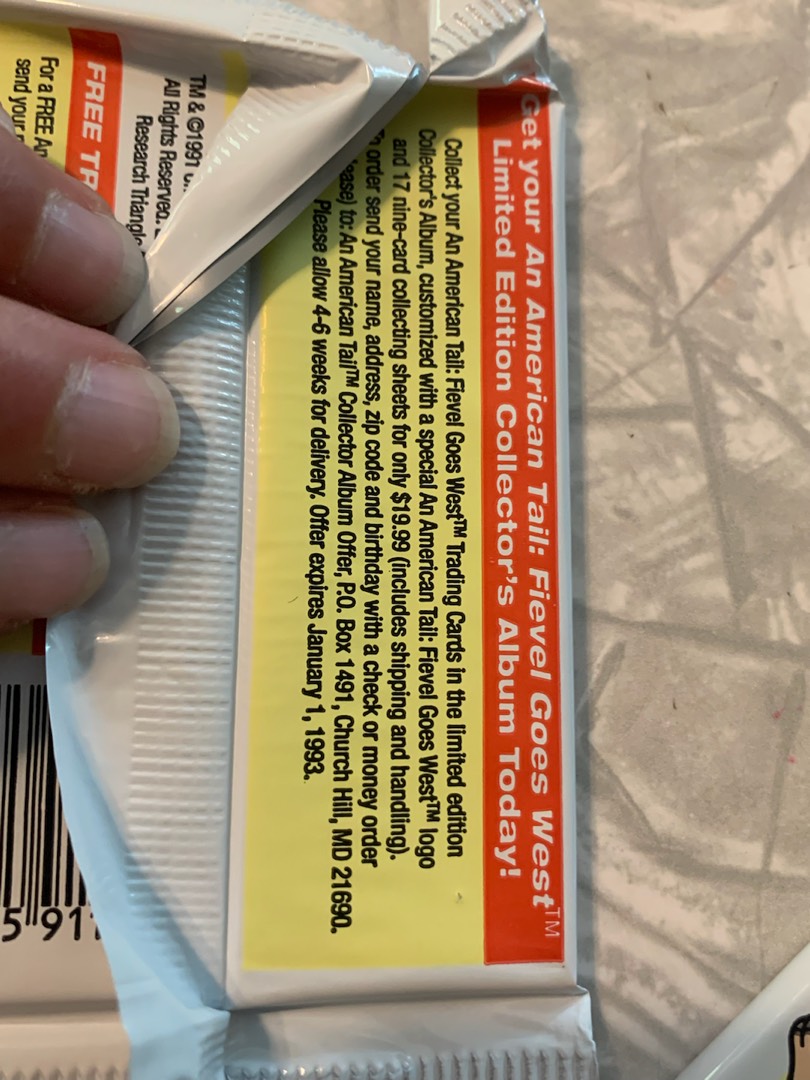 Get your An American Tail: Fievel Goes West™
Limited Edition Collector's Album Today!
Collect your An American Tail: Fievel Goes West™ Trading Cards in the limited edition
Collector's Album, customized with a special An American Tail: Fievel Goes West™ logo
and 17 nine-card collecting sheets for only $19.99 (includes shipping and handling).
order send your name, address, zip code and birthday with a check or money order
to: An American Tail™ Collector Album Offer, P.O. Box 1491, Church Hill, MD 21690.
Please allow 4-6 weeks for delivery. Offer expires January 1, 1993.
TM & ©1991
All Rights Reserved.
Research Triangle
FREE
For a FREE
send your